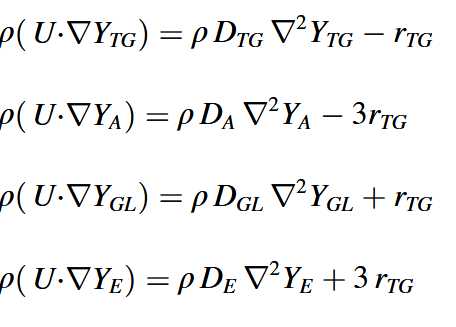 ρ( U·∇Y_TG) = ρ D_TG ∇²Y_TG − r_TG
ρ( U·∇Y_A) = ρ D_A ∇²Y_A − 3r_TG
ρ( U·∇Y_GL) = ρ D_GL ∇²Y_GL + r_TG
ρ( U·∇Y_E) = ρ D_E ∇²Y_E + 3 r_TG